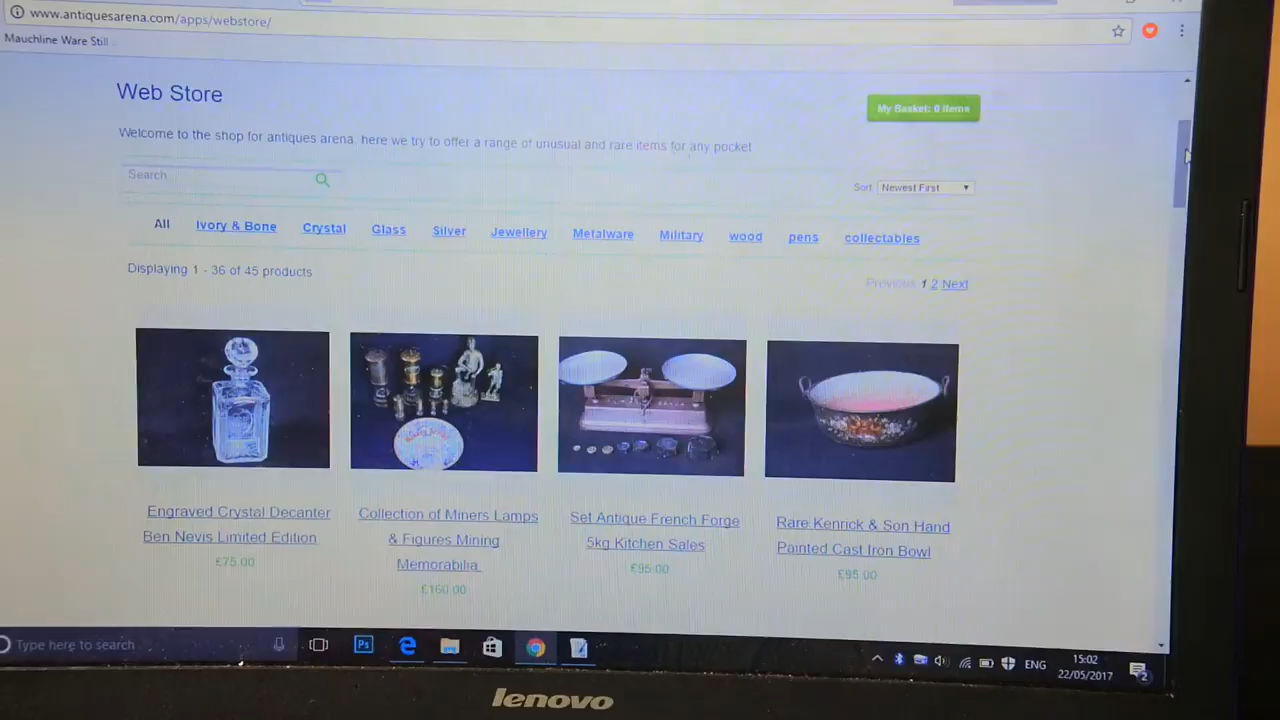 www.antiquesarena.com/apps/webstore/
Mauchline Ware Still
Web Store
My Basket: 0 items
Welcome to the shop for antiques arena, here we try to offer a range of unusual and rare items for any pocket
Search
Sort Newest First
All Ivory & Bone Crystal Glass Silver Jewellery Metalware Military wood pens collectables
Displaying 1 - 36 of 45 products
Previous 1 2 Next
Engraved Crystal Decanter
Ben Nevis Limited Edition
£75.00
Collection of Miners Lamps
& Figures Mining
Memorabilia
£160.00
Set Antique French Forge
5kg Kitchen Sales
£95.00
Rare Kenrick & Son Hand
Painted Cast Iron Bowl
£95.00
Type here to search
Ps
ENG
15:02
22/05/2017
2
lenovo